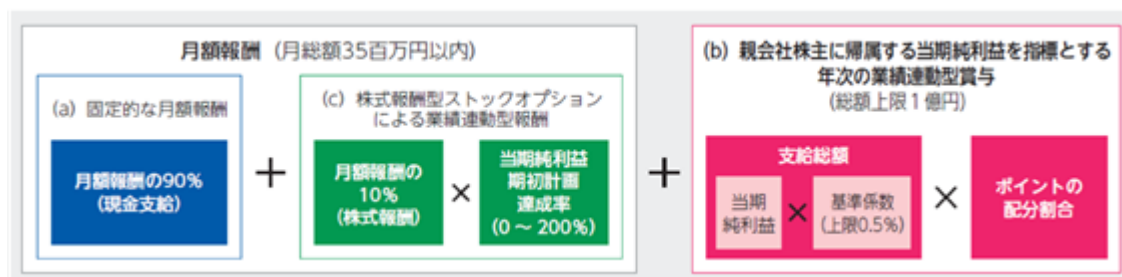 月額報酬（月総額35百万円以内）
(a) 固定的な月額報酬
月額報酬の90%
(現金支給)
+
(c) 株式報酬型ストックオプション
による業績連動型報酬
月額報酬の
10%
(株式報酬)
×
当期純利益
期初計画
達成率
(0 ～ 200%)
+
(b) 親会社株主に帰属する当期純利益を指標とする
年次の業績連動型賞与
(総額上限１億円)
支給総額
当期
純利益
×
基準係数
(上限0.5%)
×
ポイントの
配分割合